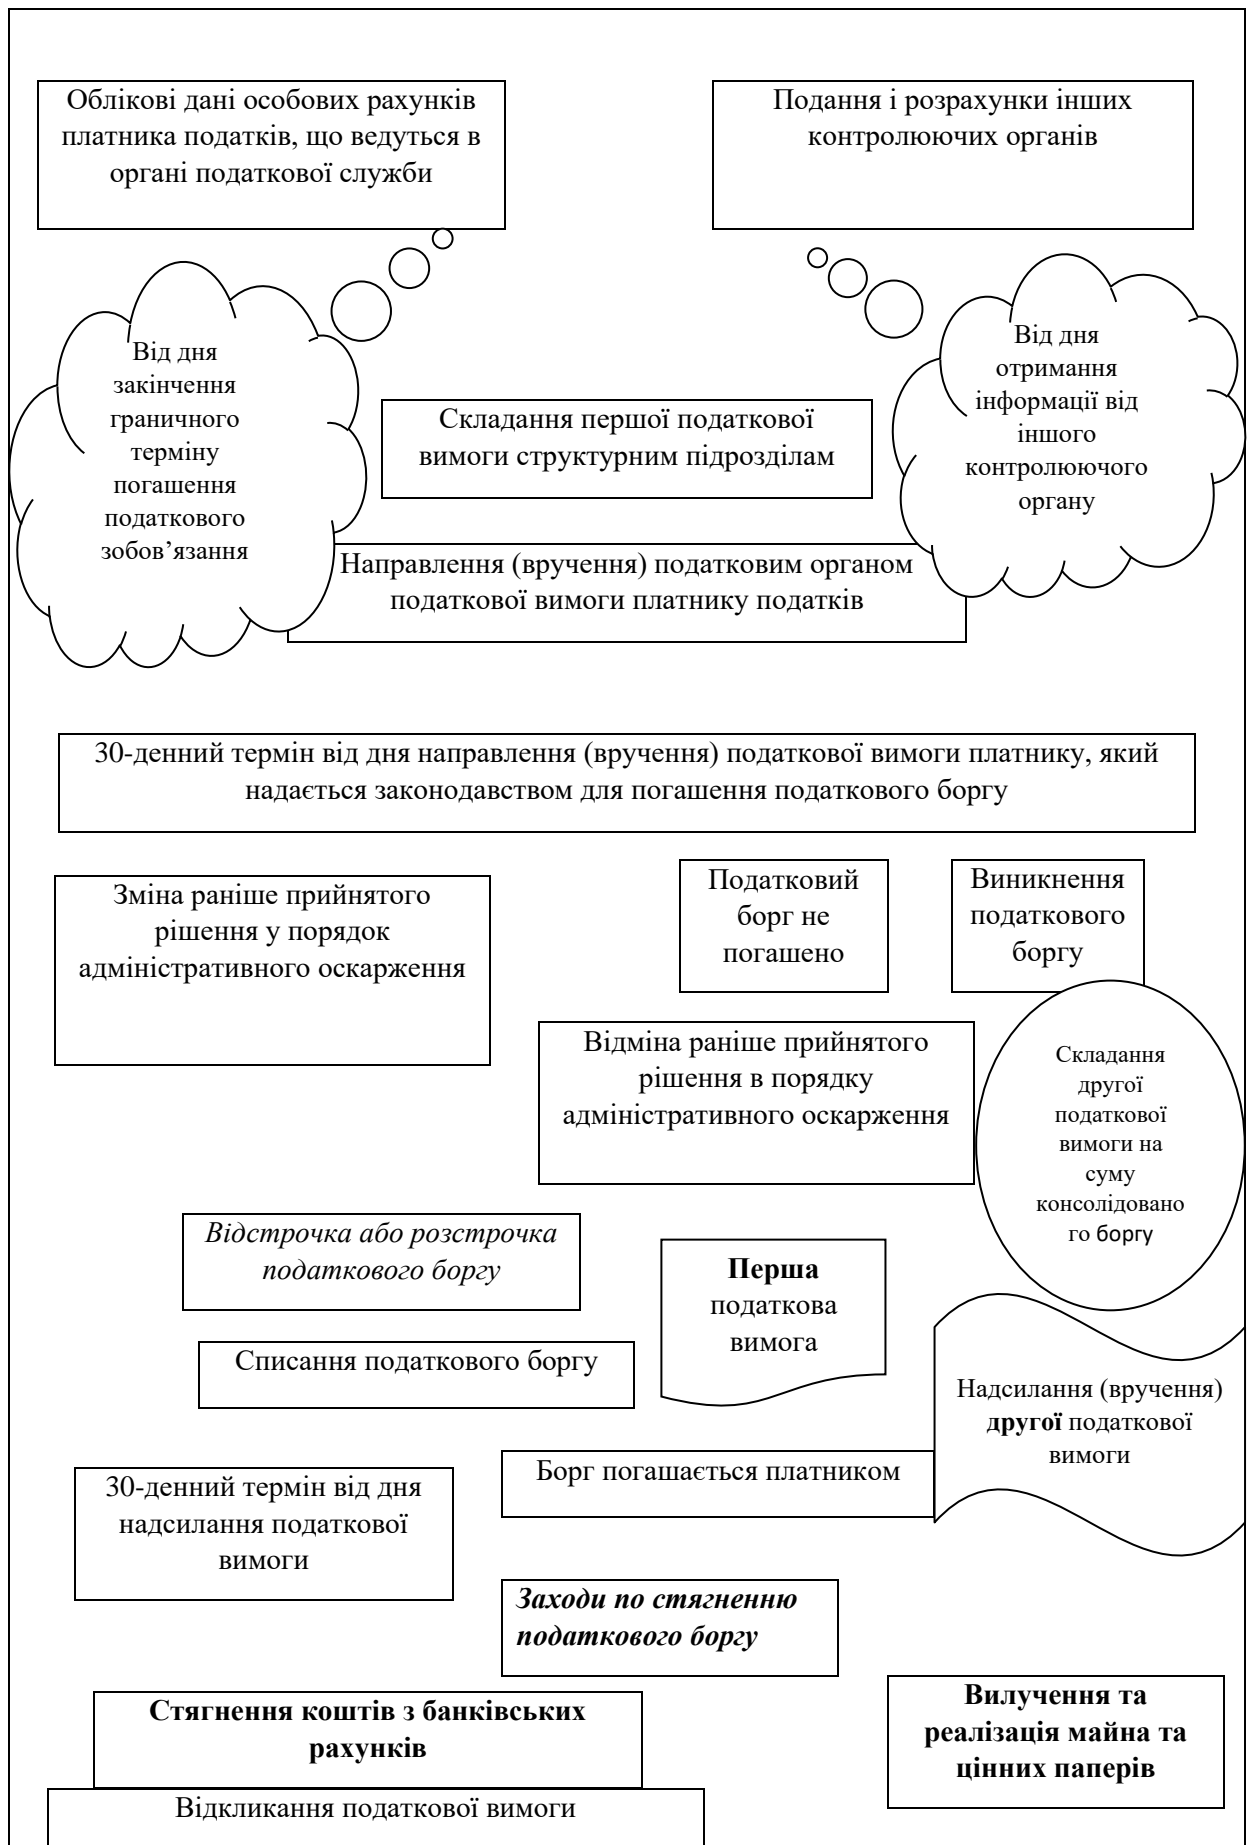 Облікові дані особових рахунків
платника податків, що ведуться в
органі податкової служби
Подання і розрахунки інших
контролюючих органів
Від дня
закінчення
граничного
терміну
погашення
податкового
зобов’язання
Від дня
отримання
інформації від
іншого
контролюючого
органу
Складання першої податкової
вимоги структурним підрозділам
Направлення (вручення) податковим органом
податкової вимоги платнику податків
30-денний термін від дня направлення (вручення) податкової вимоги платнику, який
надається законодавством для погашення податкового боргу
Зміна раніше прийнятого
рішення у порядок
адміністративного оскарження
Податковий
борг не
погашено
Виникнення
податкового
боргу
Відміна раніше прийнятого
рішення в порядку
адміністративного оскарження
Складання
другої
податкової
вимоги на
суму
консолідовано
го боргу
Відстрочка або розстрочка
податкового боргу
Перша
податкова
вимога
Списання податкового боргу
Надсилання (вручення)
другої податкової
вимоги
Борг погашається платником
30-денний термін від дня
надсилання податкової
вимоги
Заходи по стягненню
податкового боргу
Стягнення коштів з банківських
рахунків
Вилучення та
реалізація майна та
цінних паперів
Відкликання податкової вимоги